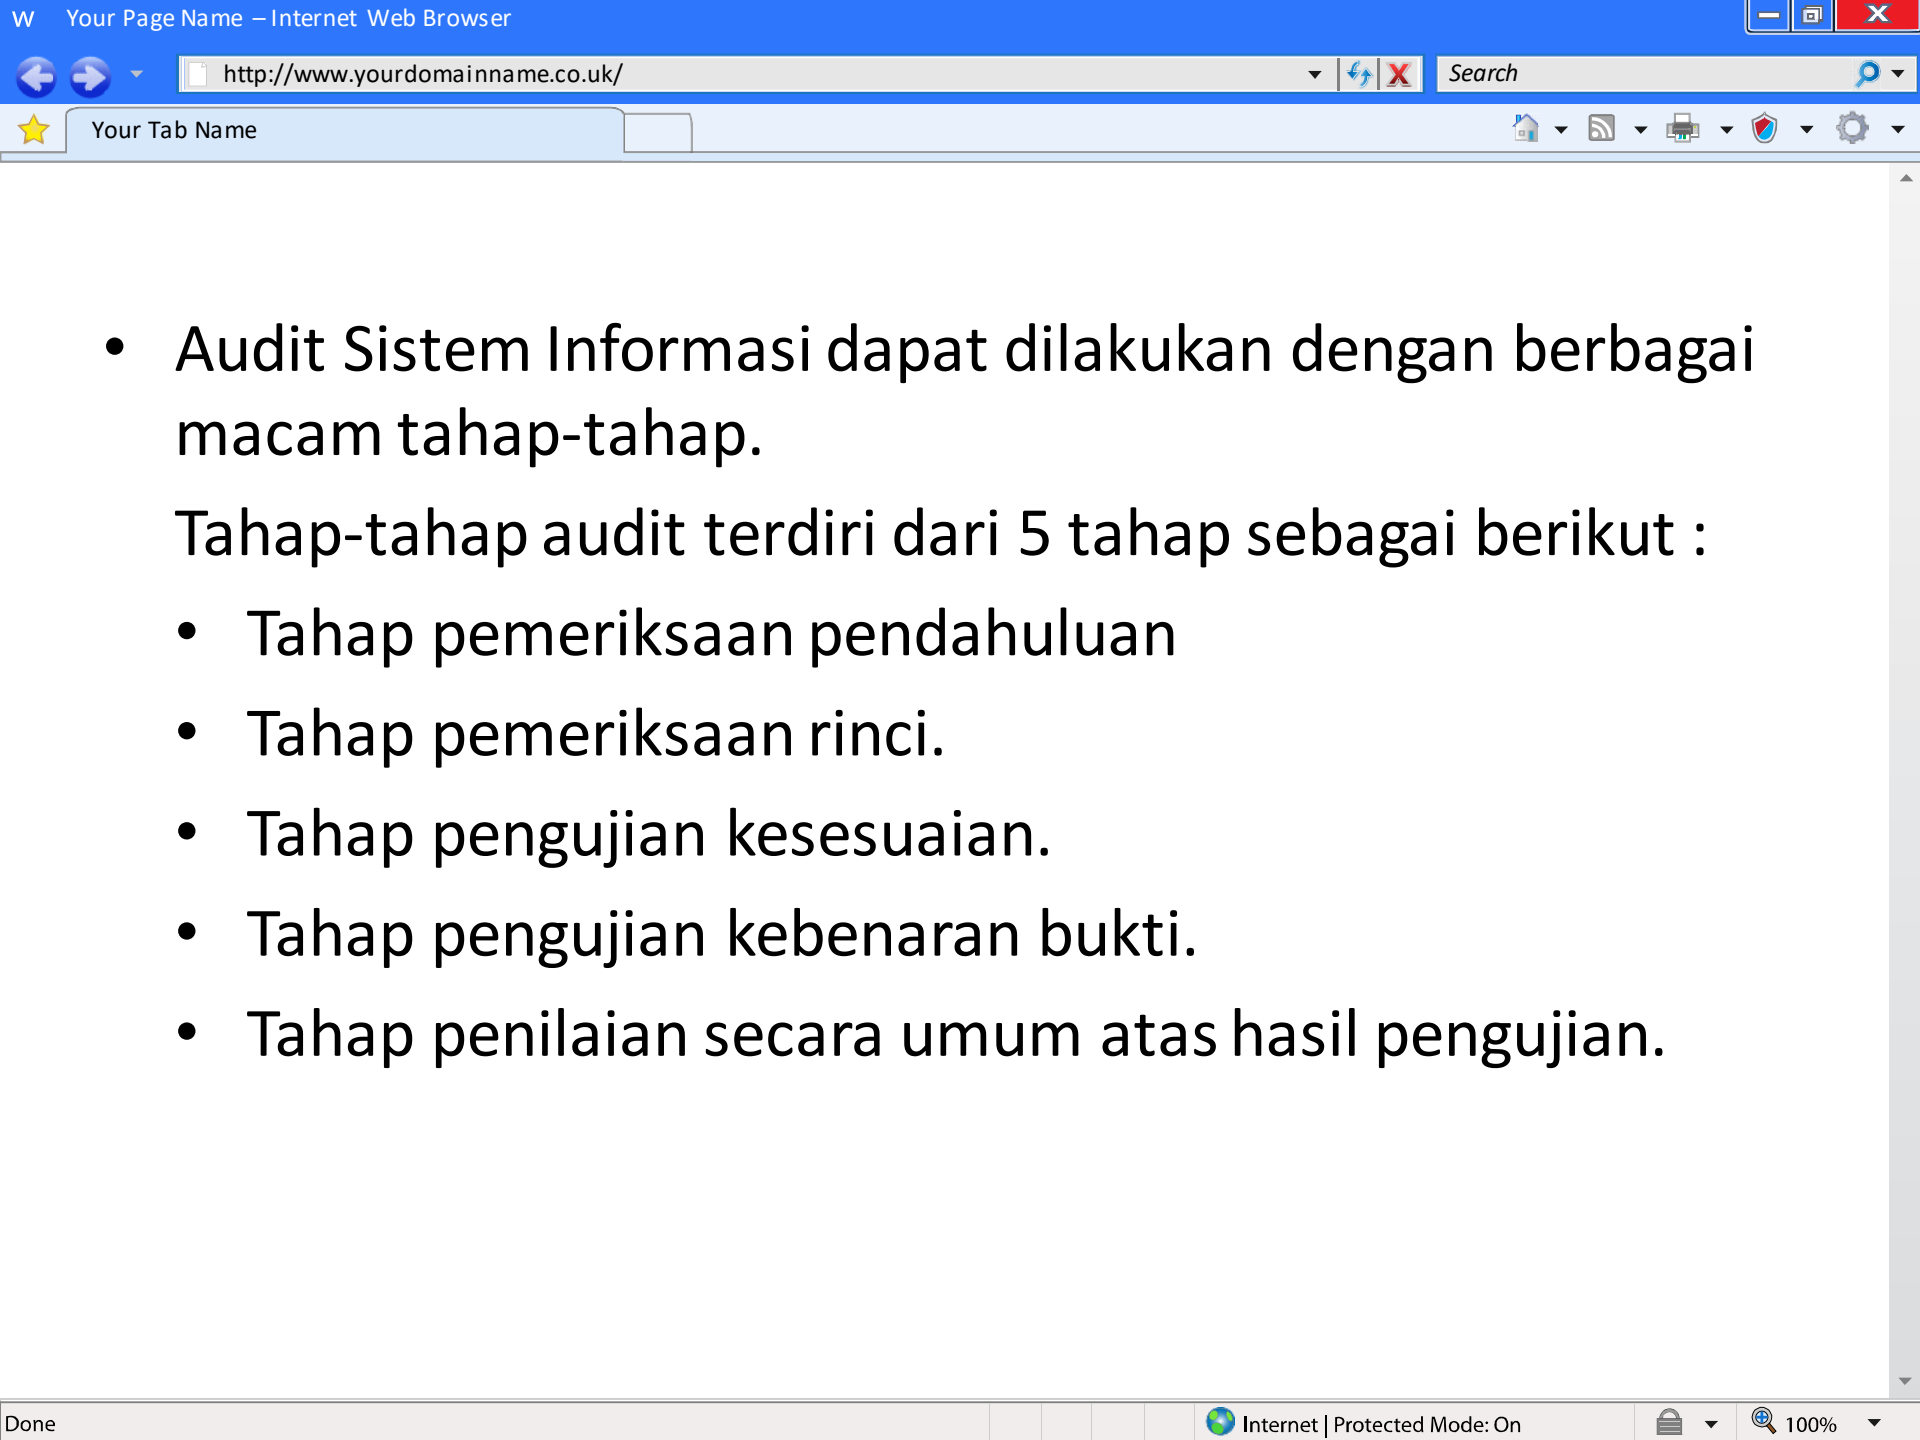 W Your Page Name – Internet Web Browser
http://www.yourdomainname.co.uk/
Search
Your Tab Name
• Audit Sistem Informasi dapat dilakukan dengan berbagai
macam tahap-tahap.
Tahap-tahap audit terdiri dari 5 tahap sebagai berikut :
• Tahap pemeriksaan pendahuluan
• Tahap pemeriksaan rinci.
• Tahap pengujian kesesuaian.
• Tahap pengujian kebenaran bukti.
• Tahap penilaian secara umum atas hasil pengujian.
Done
Internet | Protected Mode: On
100%